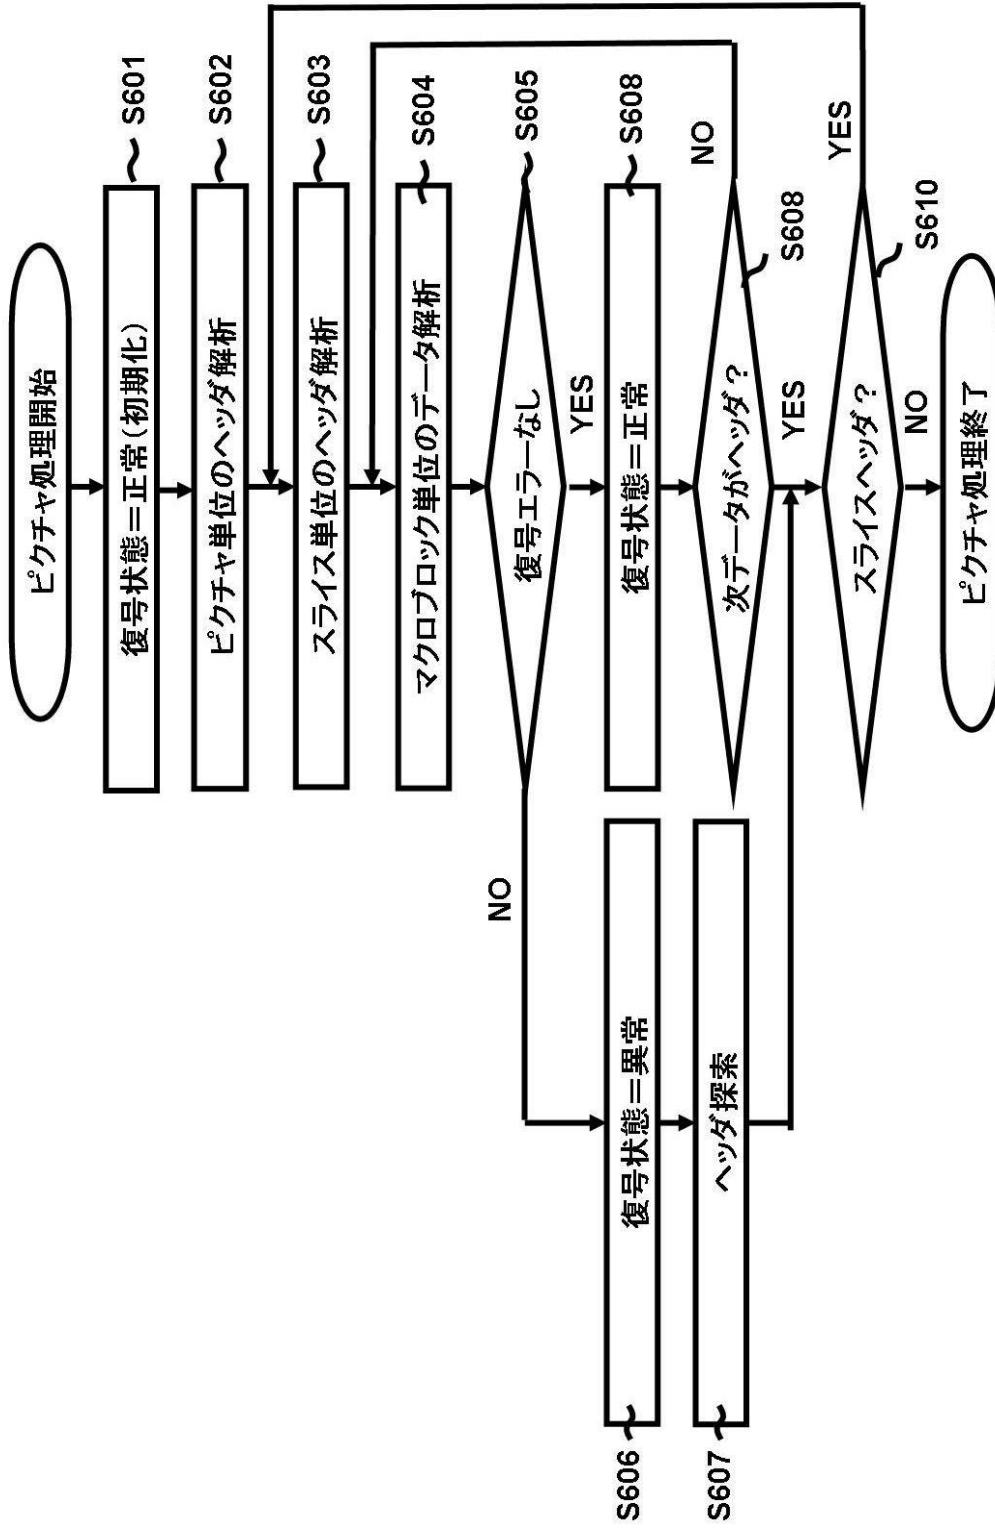 ピクチャ処理開始
復号状態＝正常（初期化）
S601
ピクチャ単位のヘッダ解析
S602
スライス単位のヘッダ解析
S603
マクロブロック単位のデータ解析
S604
復号エラーなし
S605
NO
YES
復号状態＝異常
S606
復号状態＝正常
S608
ヘッダ探索
S607
次データがヘッダ？
S608
NO
YES
スライスヘッダ？
S610
YES
NO
ピクチャ処理終了